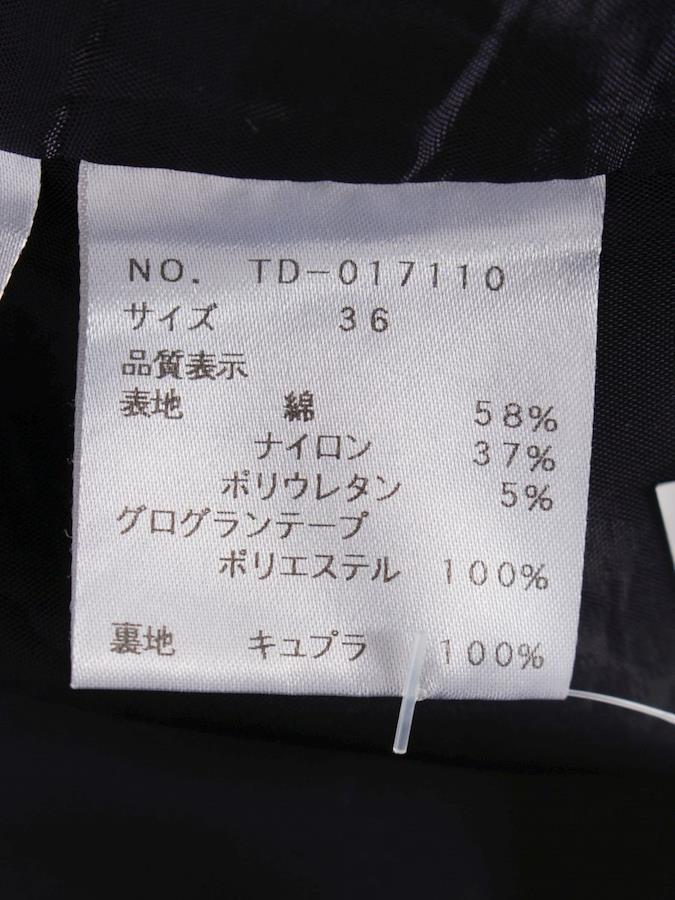 NO. TD-017110
サイズ 36
品質表示
表地 綿 58%
ナイロン 37%
ポリウレタン 5%
グログランテープ
ポリエステル 100%
裏地 キュプラ 100%